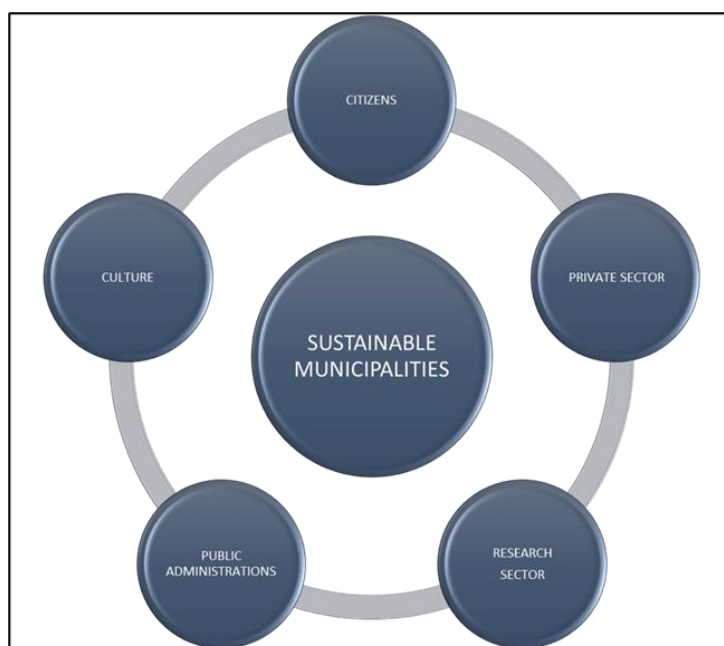 CITIZENS
CULTURE
PRIVATE SECTOR
SUSTAINABLE
MUNICIPALITIES
PUBLIC
ADMINISTRATIONS
RESEARCH
SECTOR